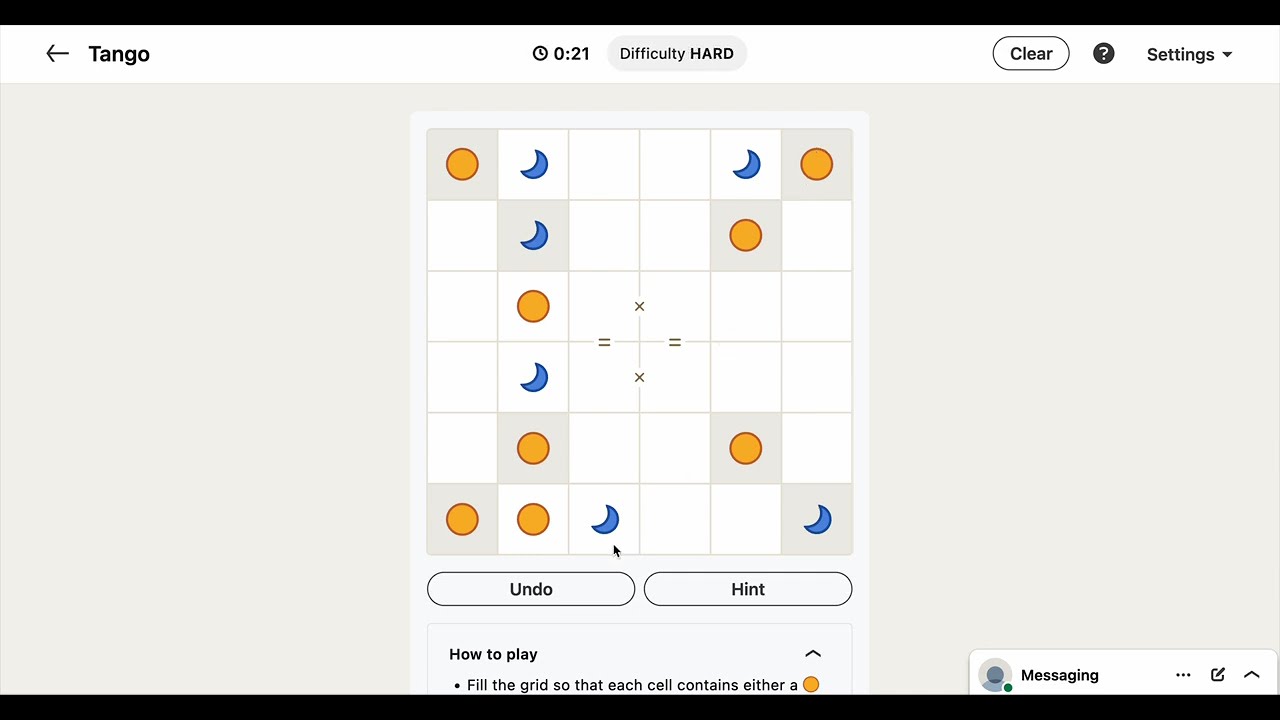 Tango
0:21
Difficulty HARD
Clear
?
Settings
×
= =
×
Undo
Hint
How to play
• Fill the grid so that each cell contains either a
Messaging